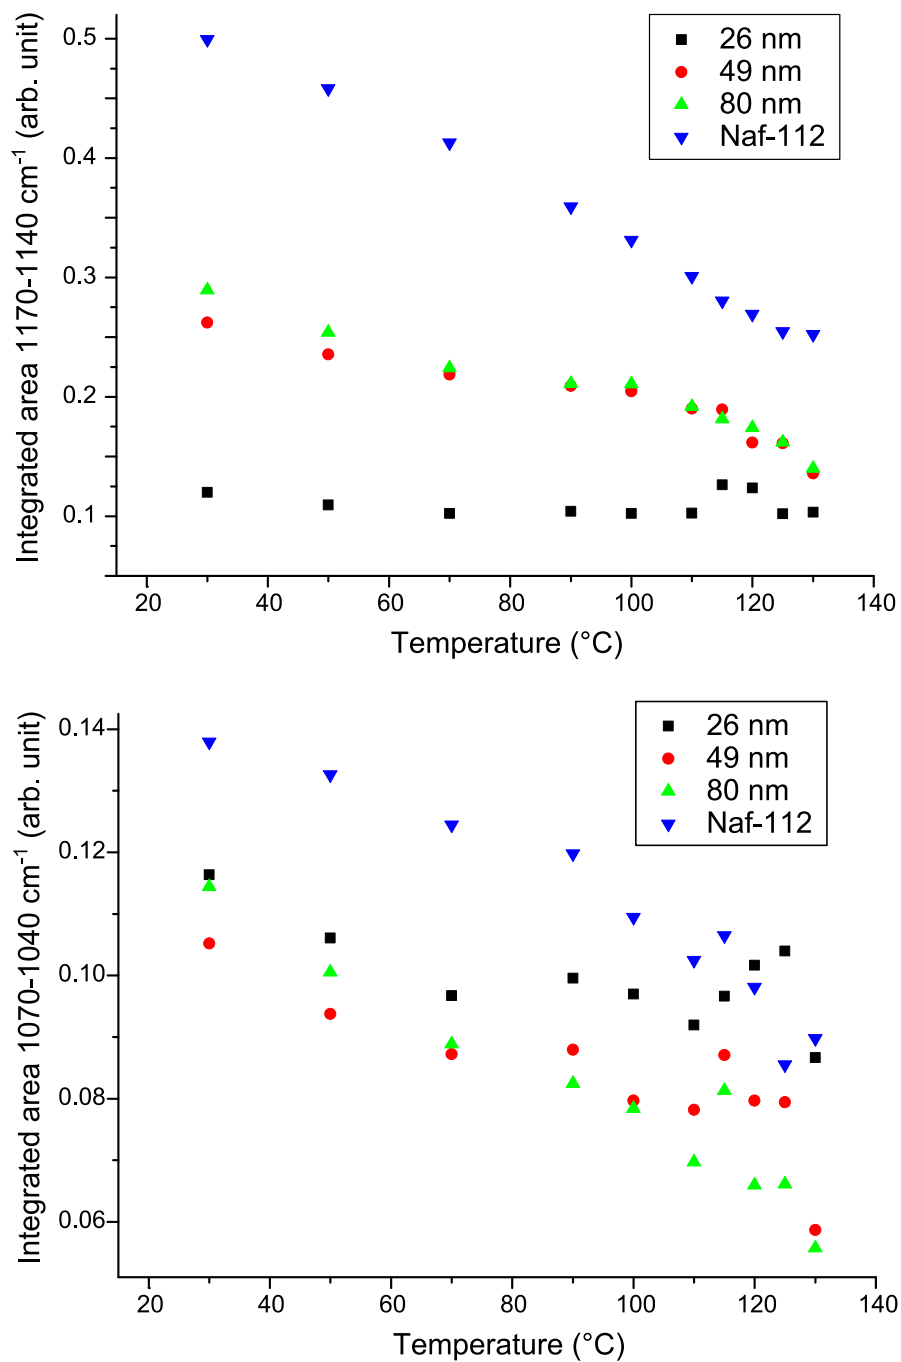 Integrated area 1170-1140 cm⁻¹ (arb. unit)
0.5
0.4
0.3
0.2
0.1
26 nm
49 nm
80 nm
Naf-112
20 40 60 80 100 120 140
Temperature (°C)
Integrated area 1070-1040 cm⁻¹ (arb. unit)
0.14
0.12
0.10
0.08
0.06
26 nm
49 nm
80 nm
Naf-112
20 40 60 80 100 120 140
Temperature (°C)